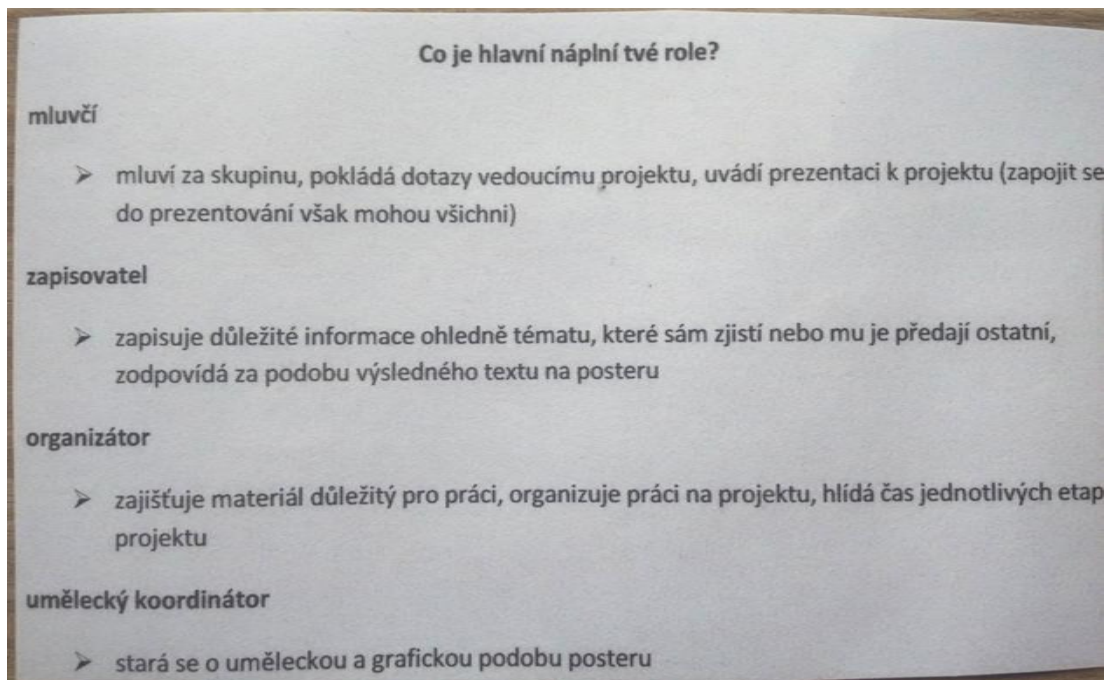 Co je hlavní náplní tvé role?
mluvčí
➢ mluví za skupinu, pokládá dotazy vedoucímu projektu, uvádí prezentaci k projektu (zapojit se
do prezentování však mohou všichni)
zapisovatel
➢ zapisuje důležité informace ohledně tématu, které sám zjistí nebo mu je předají ostatní,
zodpovídá za podobu výsledného textu na posteru
organizátor
➢ zajišťuje materiál důležitý pro práci, organizuje práci na projektu, hlídá čas jednotlivých etap
projektu
umělecký koordinátor
➢ stará se o uměleckou a grafickou podobu posteru